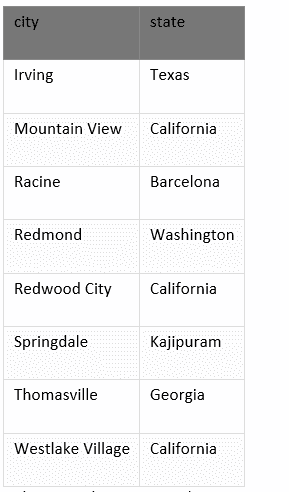 city state
Irving Texas
Mountain View California
Racine Barcelona
Redmond Washington
Redwood City California
Springdale Kajipuram
Thomasville Georgia
Westlake Village California